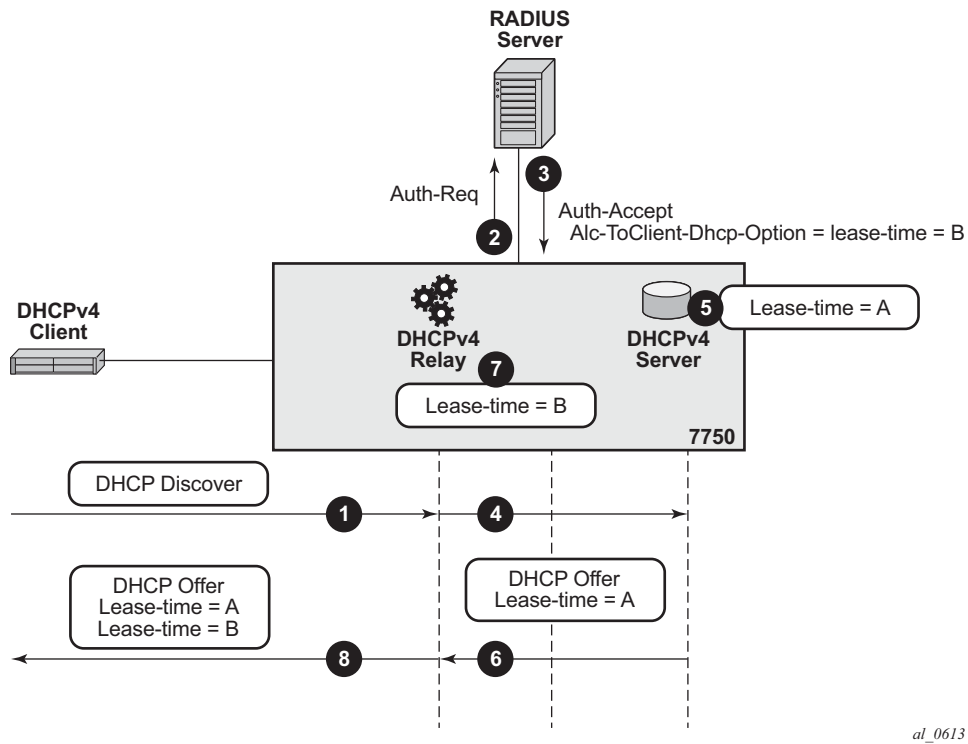 RADIUS
Server
3
Auth-Req
2
Auth-Accept
Alc-ToClient-Dhcp-Option = lease-time = B
DHCPv4
Client
DHCPv4
Relay
DHCPv4
Server
5
Lease-time = A
7
Lease-time = B
7750
DHCP Discover
1
4
DHCP Offer
Lease-time = A
Lease-time = B
DHCP Offer
Lease-time = A
8
6
al_0613